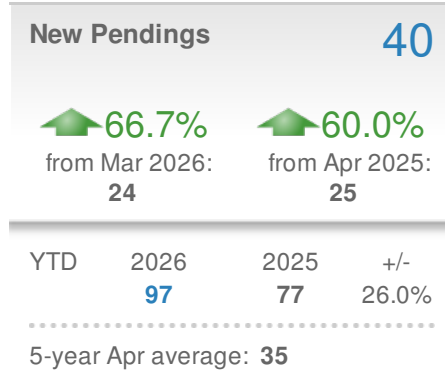 New Pendings 40
66.7% 60.0%
from Mar 2026: from Apr 2025:
24 25
YTD 2026 2025 +/-
97 77 26.0%
5-year Apr average: 35